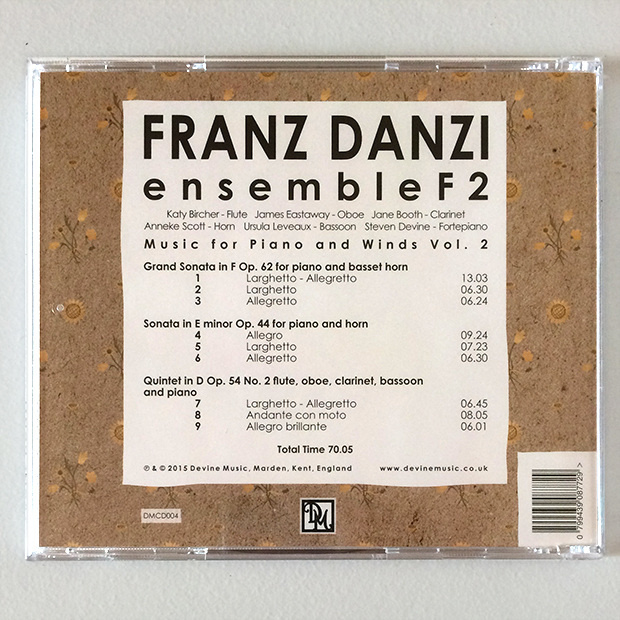 FRANZ DANZI
ensembleF2
Katy Bircher - Flute   James Eastaway - Oboe   Jane Booth - Clarinet
Anneke Scott - Horn   Ursula Leveaux - Bassoon   Steven Devine - Fortepiano
Music for Piano and Winds Vol. 2
Grand Sonata in F Op. 62 for piano and basset horn
1 Larghetto - Allegretto 13.03
2 Larghetto 06.30
3 Allegretto 06.24
Sonata in E minor Op. 44 for piano and horn
4 Allegro 09.24
5 Larghetto 07.23
6 Allegretto 06.30
Quintet in D Op. 54 No. 2 flute, oboe, clarinet, bassoon
and piano
7 Larghetto - Allegretto 06.45
8 Andante con moto 08.05
9 Allegro brillante 06.01
Total Time 70.05
℗ & © 2015 Devine Music, Marden, Kent, England www.devinemusic.co.uk
DMCD004
DM
0 799439 087729 >